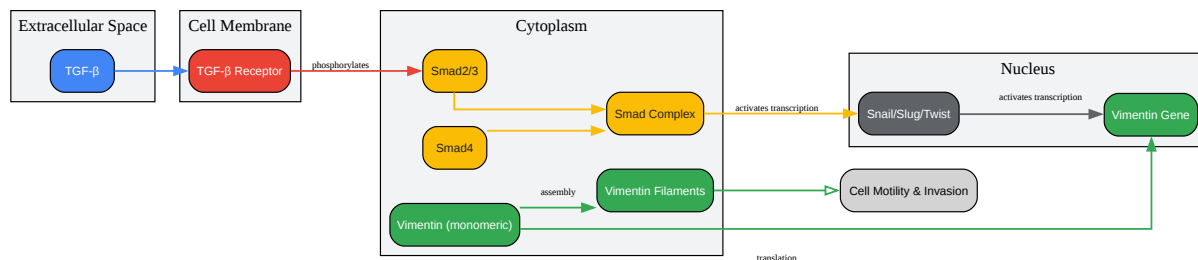 Extracellular Space
Cell Membrane
Cytoplasm
Nucleus
TGF-β
TGF-β Receptor
phosphorylates
Smad2/3
Smad4
Smad Complex
activates transcription
Snail/Slug/Twist
activates transcription
Vimentin Gene
Vimentin (monomeric)
assembly
Vimentin Filaments
Cell Motility & Invasion
translation